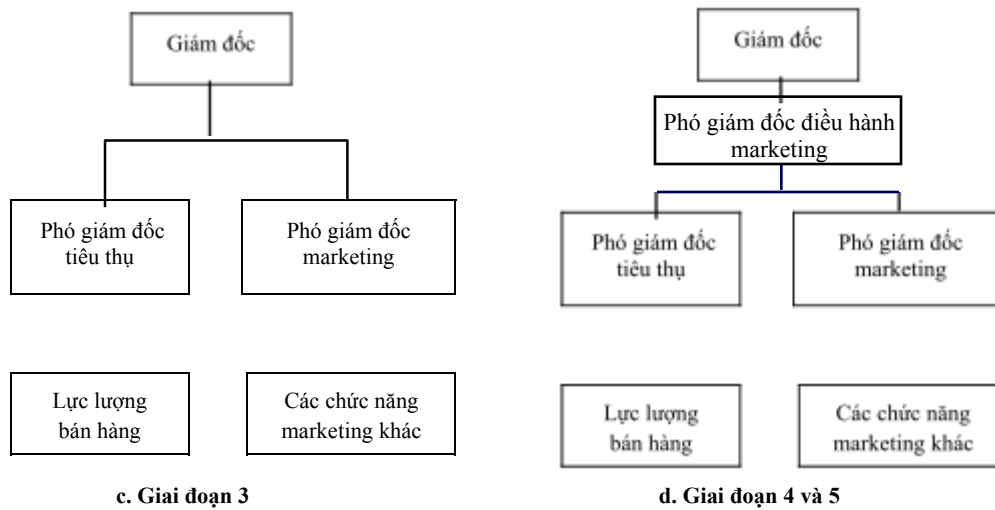 Giám đốc
Phó giám đốc
tiêu thụ
Phó giám đốc
marketing
Lực lượng
bán hàng
Các chức năng
marketing khác
c. Giai đoạn 3
Giám đốc
Phó giám đốc điều hành
marketing
Phó giám đốc
tiêu thụ
Phó giám đốc
marketing
Lực lượng
bán hàng
Các chức năng
marketing khác
d. Giai đoạn 4 và 5